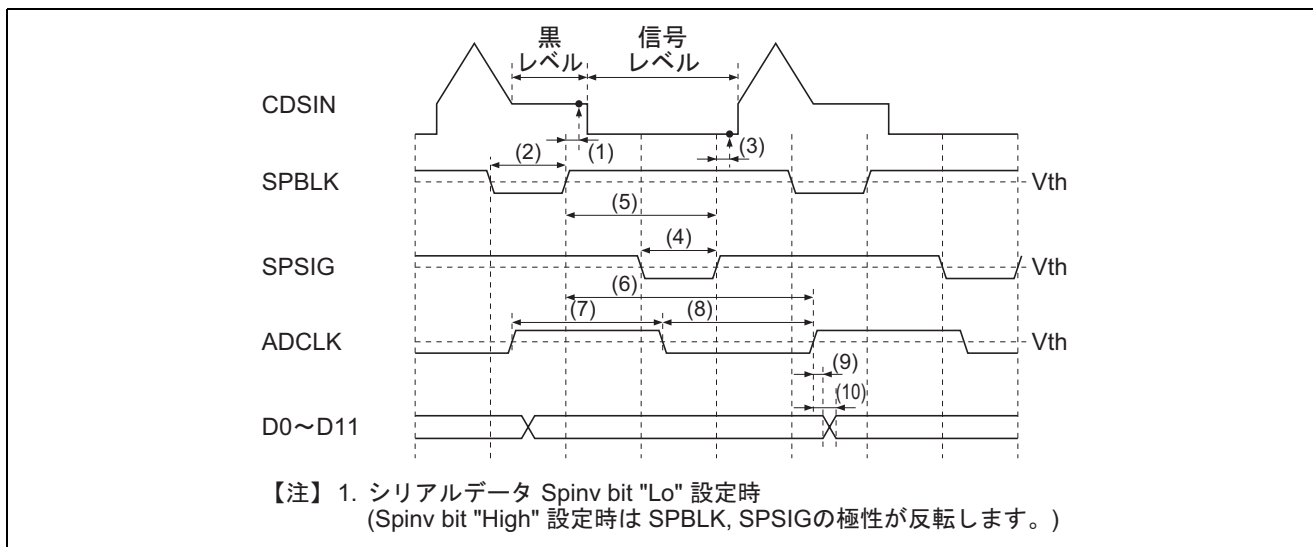 黒
レベル
信号
レベル
CDSIN
(1)
(3)
(2)
SPBLK
Vth
(5)
(4)
SPSIG
Vth
(6)
(7)
(8)
ADCLK
Vth
(9)
(10)
D0～D11
【注】 1. シリアルデータ Spinv bit "Lo" 設定時
(Spinv bit "High" 設定時は SPBLK, SPSIGの極性が反転します。)